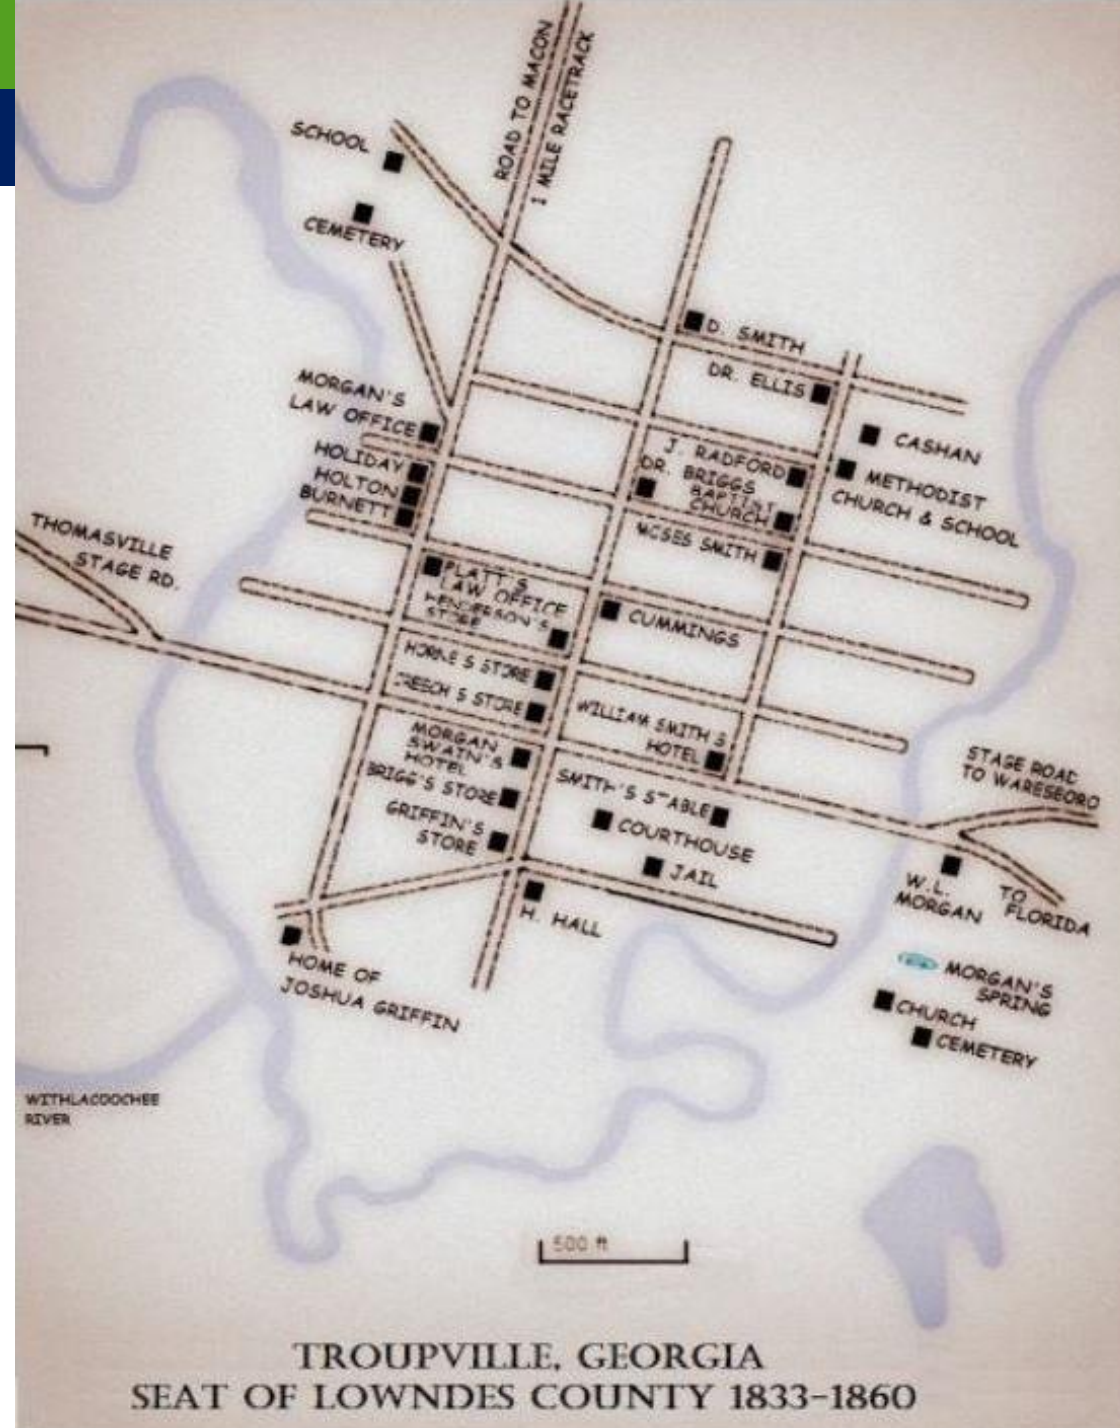 ROAD TO MACON
1 MILE RACETRACK
SCHOOL
CEMETERY
D. SMITH
DR. ELLIS
MORGAN'S
LAW OFFICE
CASHAN
HOLIDAY
HOLTON
BURNETT
J. RADFORD
DR. BRIGGS
BAPTIST
CHURCH
METHODIST
CHURCH & SCHOOL
MOSES SMITH
THOMASVILLE
STAGE RD.
PLATT'S
LAW OFFICE
HENDERSON'S
STORE
CUMMINGS
HORNE S STORE
CREECH S STORE
WILLIAM SMITH S
HOTEL
MORGAN
SWAIN'S
HOTEL
BRIGG'S STORE
SMITH'S STABLE
STAGE ROAD
TO WARESBORO
GRIFFIN'S
STORE
COURTHOUSE
JAIL
W.L.
MORGAN
TO
FLORIDA
H. HALL
HOME OF
JOSHUA GRIFFIN
MORGAN'S
SPRING
CHURCH
CEMETERY
WITHLACOOCHEE
RIVER
500 ft
TROUPVILLE, GEORGIA
SEAT OF LOWNDES COUNTY 1833-1860